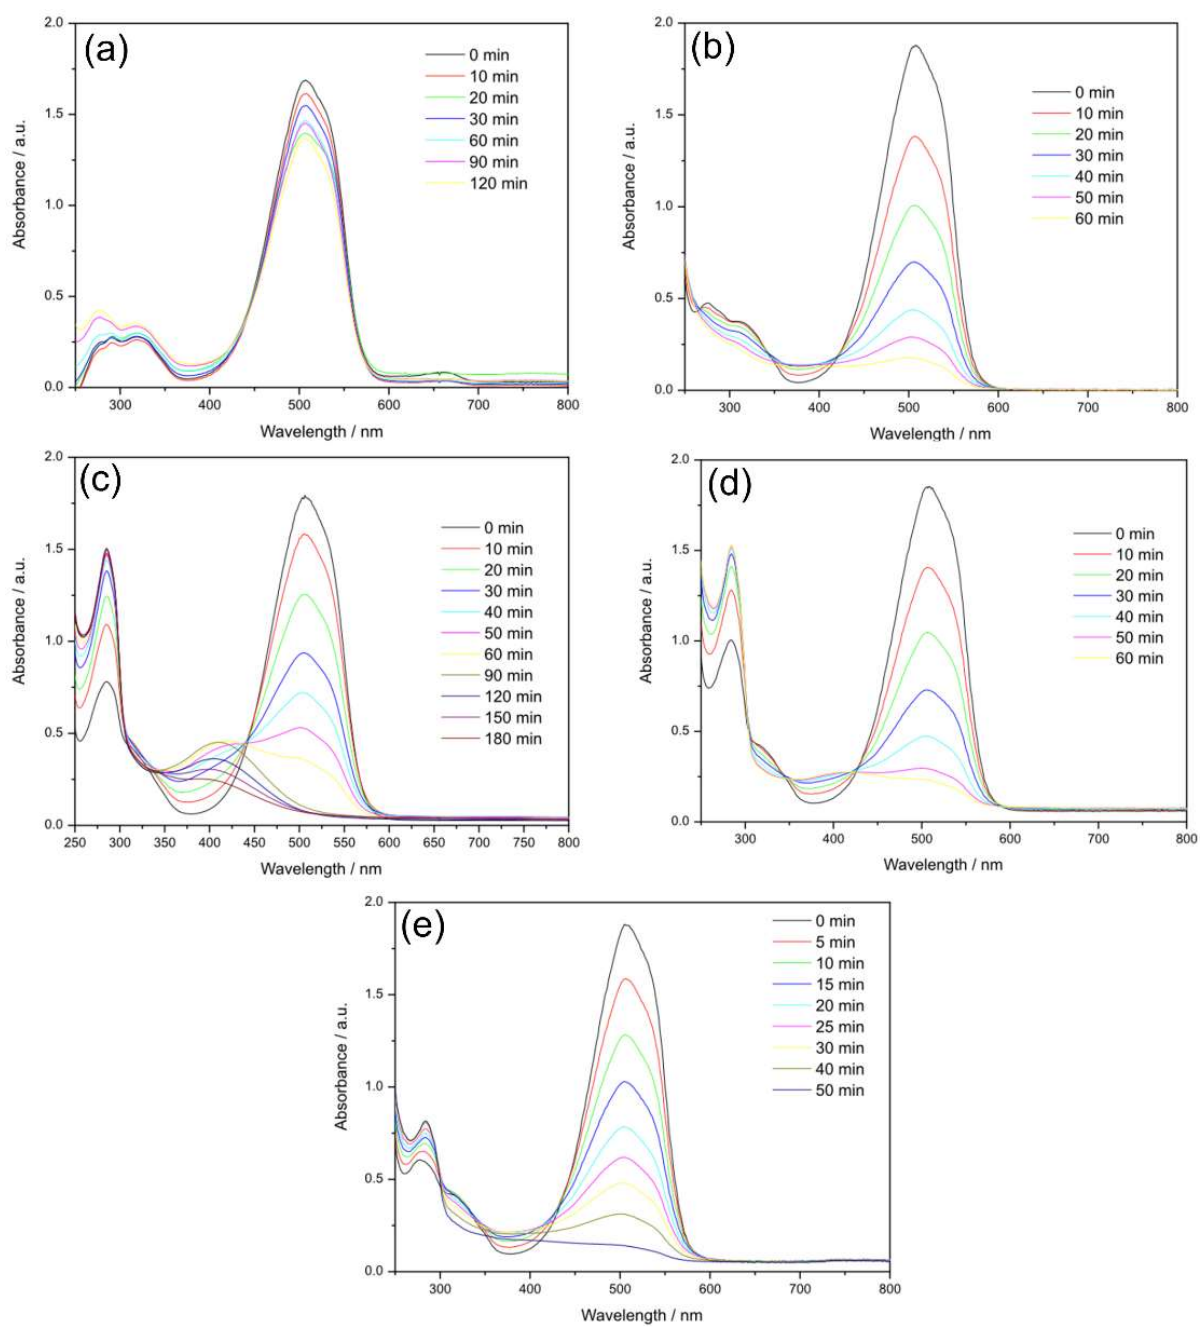 (a)
0 min
10 min
20 min
30 min
60 min
90 min
120 min
2.0
1.5
1.0
0.5
0.0
300 400 500 600 700 800
Absorbance / a.u.
Wavelength / nm
(b)
0 min
10 min
20 min
30 min
40 min
50 min
60 min
2.0
1.5
1.0
0.5
0.0
300 400 500 600 700 800
Absorbance / a.u.
Wavelength / nm
(c)
0 min
10 min
20 min
30 min
40 min
50 min
60 min
90 min
120 min
150 min
180 min
2.0
1.5
1.0
0.5
0.0
250 300 350 400 450 500 550 600 650 700 750 800
Absorbance / a.u.
Wavelength / nm
(d)
0 min
10 min
20 min
30 min
40 min
50 min
60 min
2.0
1.5
1.0
0.5
0.0
300 400 500 600 700 800
Absorbance / a.u.
Wavelength / nm
(e)
0 min
5 min
10 min
15 min
20 min
25 min
30 min
40 min
50 min
2.0
1.5
1.0
0.5
0.0
300 400 500 600 700 800
Absorbance / a.u.
Wavelength / nm